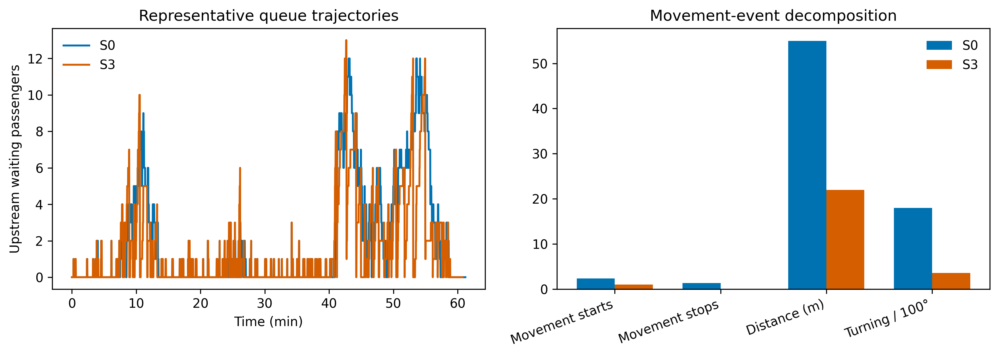 Representative queue trajectories
S0
S3
Upstream waiting passengers
12
10
8
6
4
2
0
0 10 20 30 40 50 60
Time (min)
Movement-event decomposition
S0
S3
50
40
30
20
10
0
Movement starts
Movement stops
Distance (m)
Turning / 100°